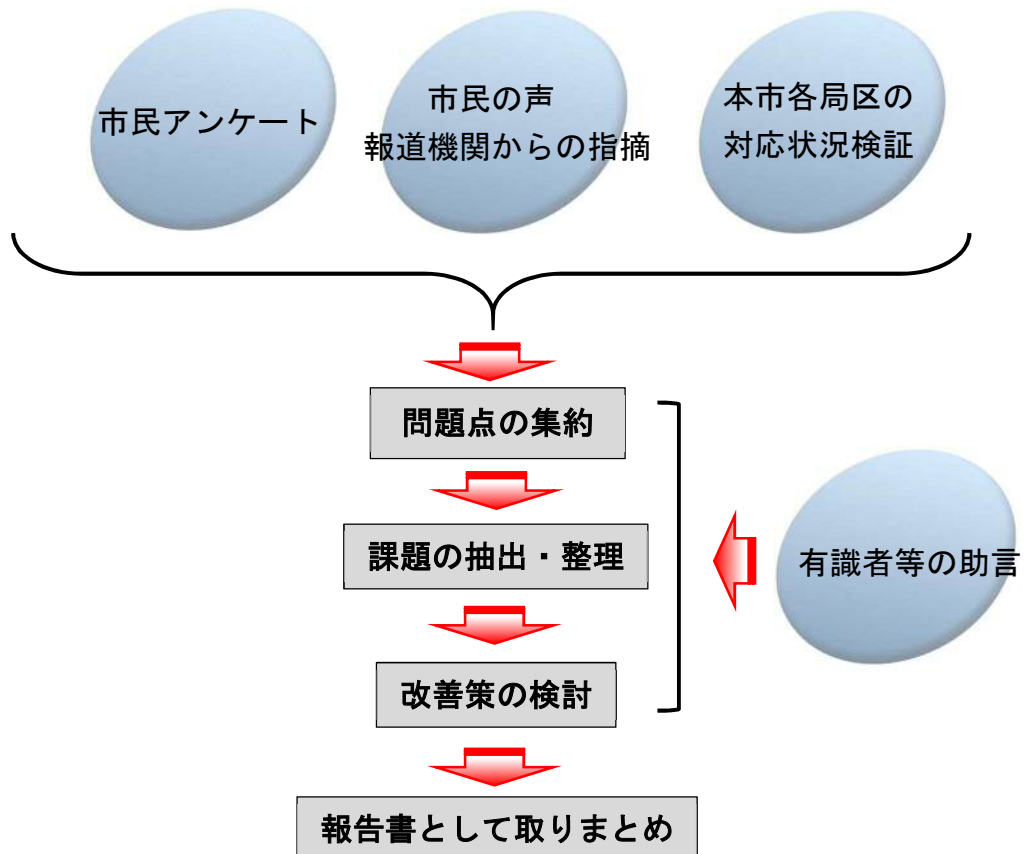 市民アンケート
市民の声
報道機関からの指摘
本市各局区の
対応状況検証
問題点の集約
課題の抽出・整理
有識者等の助言
改善策の検討
報告書として取りまとめ